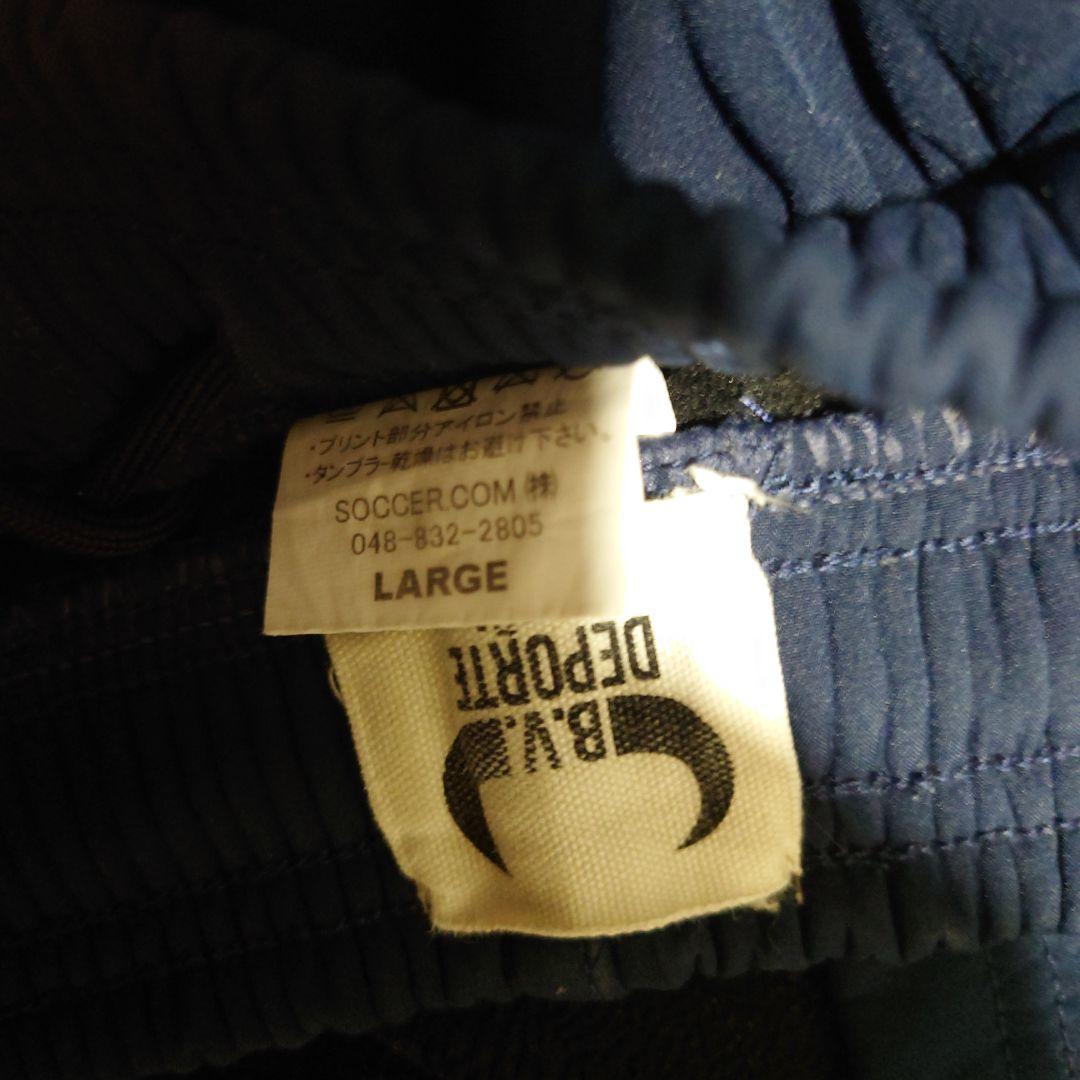 ・プリント部分アイロン禁止
・タンブラー乾燥はお避け下さい。
SOCCER.COM ㈱
048-832-2805
LARGE
B.V.
DEPORTE